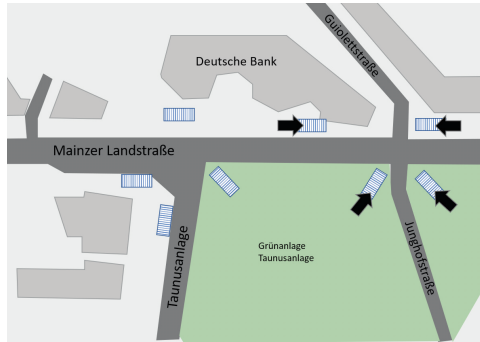 Guiolettstraße
Deutsche Bank
Mainzer Landstraße
Taunusanlage
Grünanlage
Taunusanlage
Junghofstraße